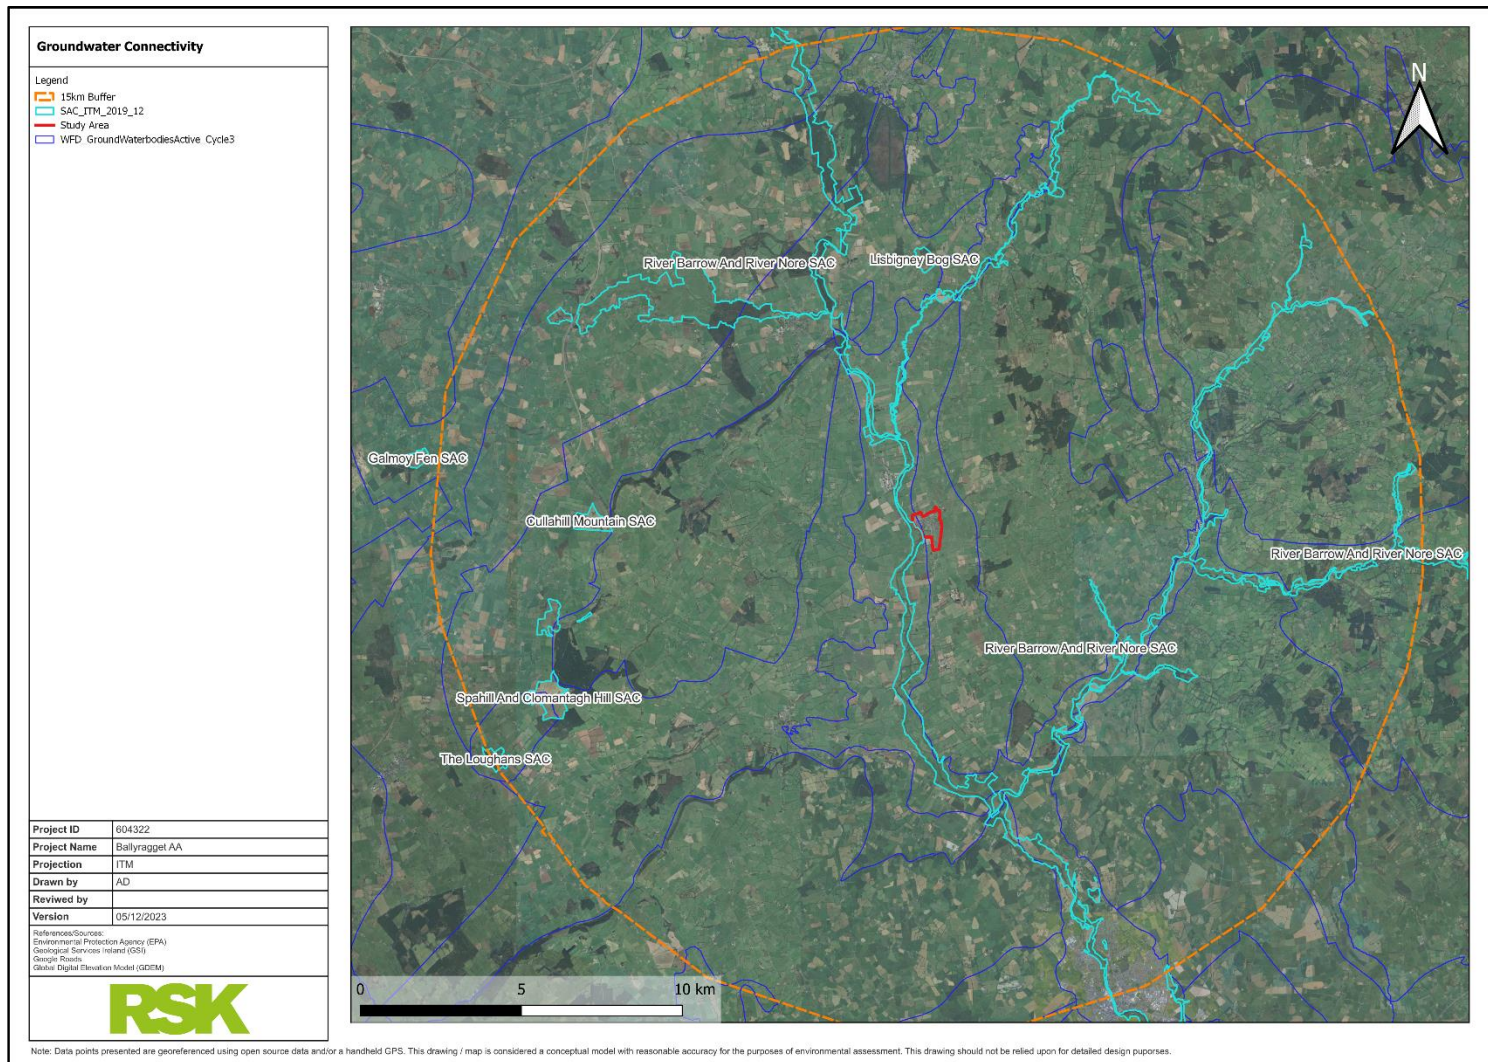 Groundwater Connectivity
Legend
15km Buffer
SAC_ITM_2019_12
Study Area
WFD_GroundWaterbodiesActive_Cycle3
N
River Barrow And River Nore SAC
Lisbigney Bog SAC
Galmoy Fen SAC
Cullahill Mountain SAC
River Barrow And River Nore SAC
River Barrow And River Nore SAC
Spahill And Clomantagh Hill SAC
The Loughans SAC
0 5 10 km
Project ID 604322
Project Name Ballyragget AA
Projection ITM
Drawn by AD
Reviwed by
Version 05/12/2023
References/Sources:
Environmental Protection Agency (EPA)
Geological Services Ireland (GSI)
Google Roads
Global Digital Elevation Model (GDEM)
RSK
Note: Data points presented are georeferenced using open source data and/or a handheld GPS. This drawing / map is considered a conceptual model with reasonable accuracy for the purposes of environmental assessment. This drawing should not be relied upon for detailed design puporses.